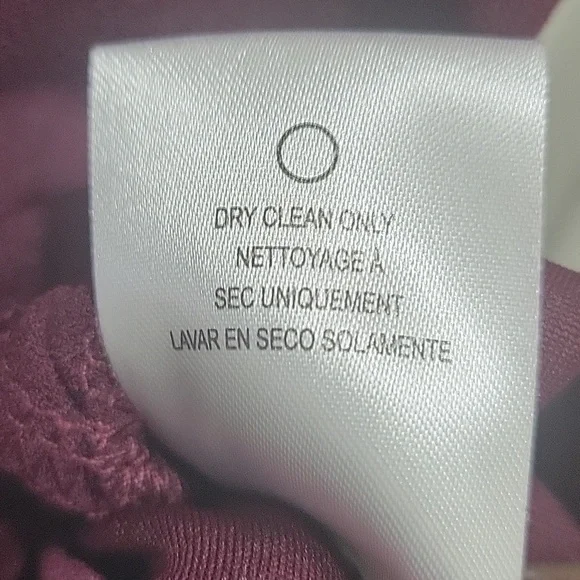 DRY CLEAN ONLY
NETTOYAGE À
SEC UNIQUEMENT
LAVAR EN SECO SOLAMENTE